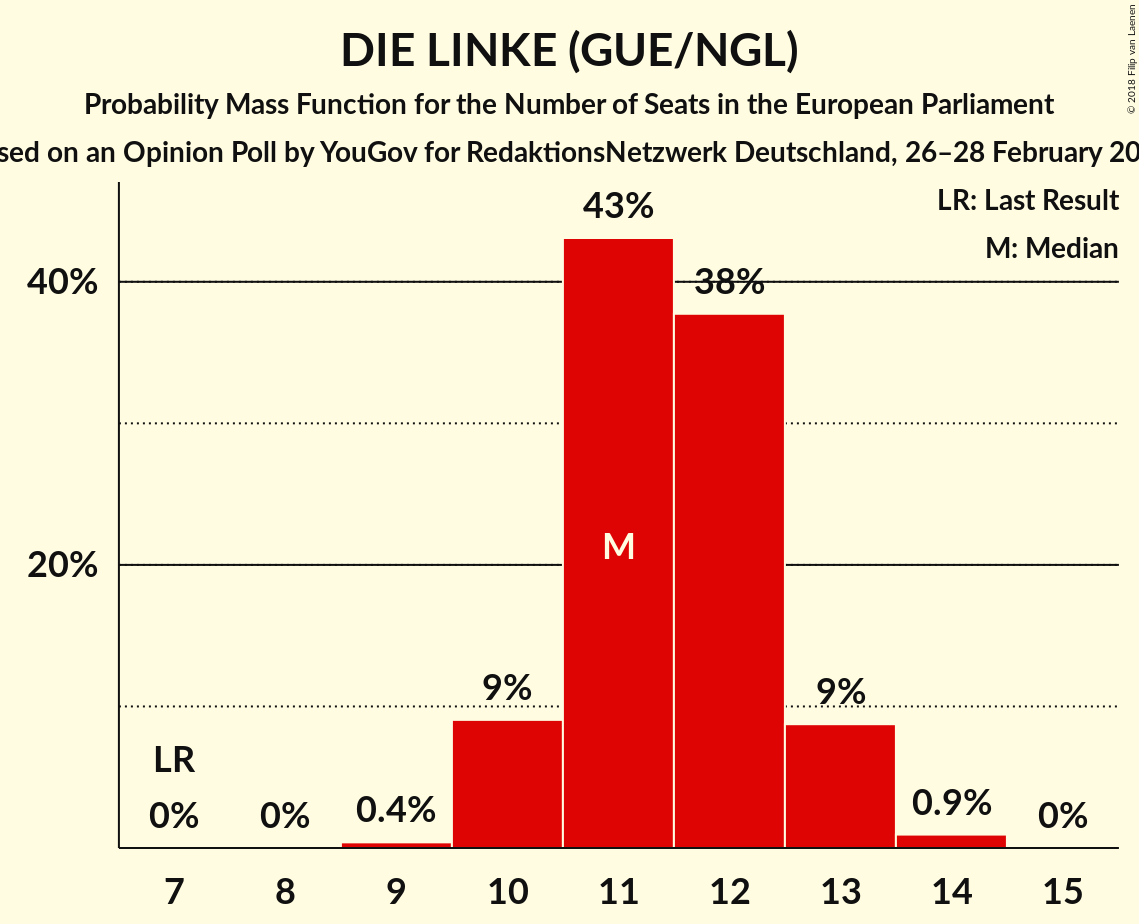 DIE LINKE (GUE/NGL)
Probability Mass Function for the Number of Seats in the European Parliament
on an Opinion Poll by YouGov for RedaktionsNetzwerk Deutschland, 26–28 February
© 2018 Filip van Laenen
LR: Last Result
M: Median
43%
40%
38%
M
20%
9%
9%
LR
0%
0%
0.4%
0.9%
0%
7 8 9 10 11 12 13 14 15